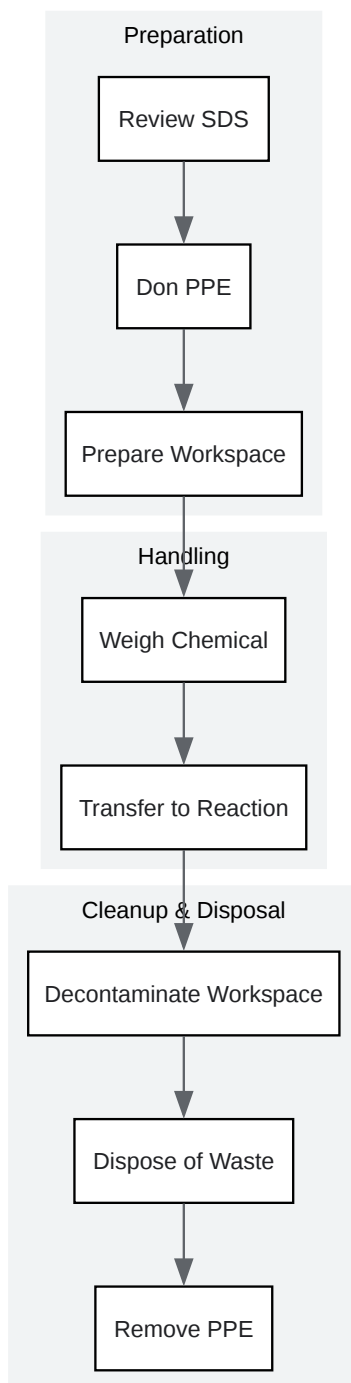 Preparation
Review SDS
Don PPE
Prepare Workspace
Handling
Weigh Chemical
Transfer to Reaction
Cleanup & Disposal
Decontaminate Workspace
Dispose of Waste
Remove PPE